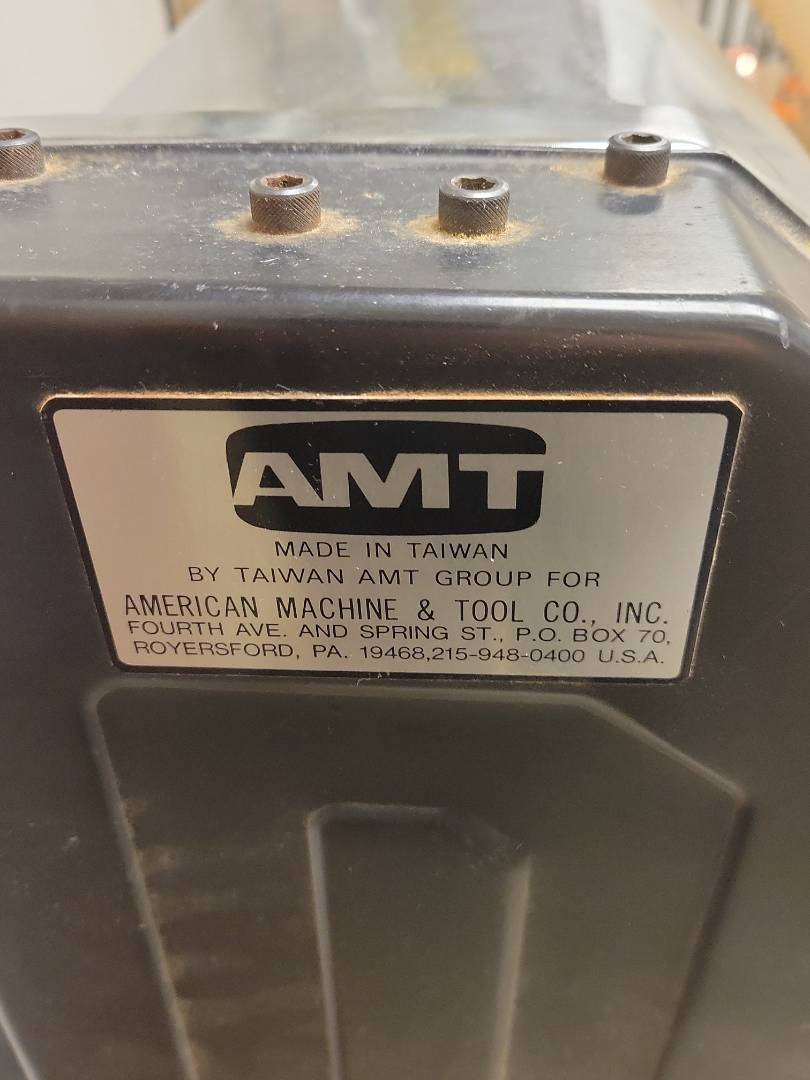 AMT
MADE IN TAIWAN
BY TAIWAN AMT GROUP FOR
AMERICAN MACHINE & TOOL CO., INC.
FOURTH AVE. AND SPRING ST., P.O. BOX 70,
ROYERSFORD, PA. 19468,215-948-0400 U.S.A.